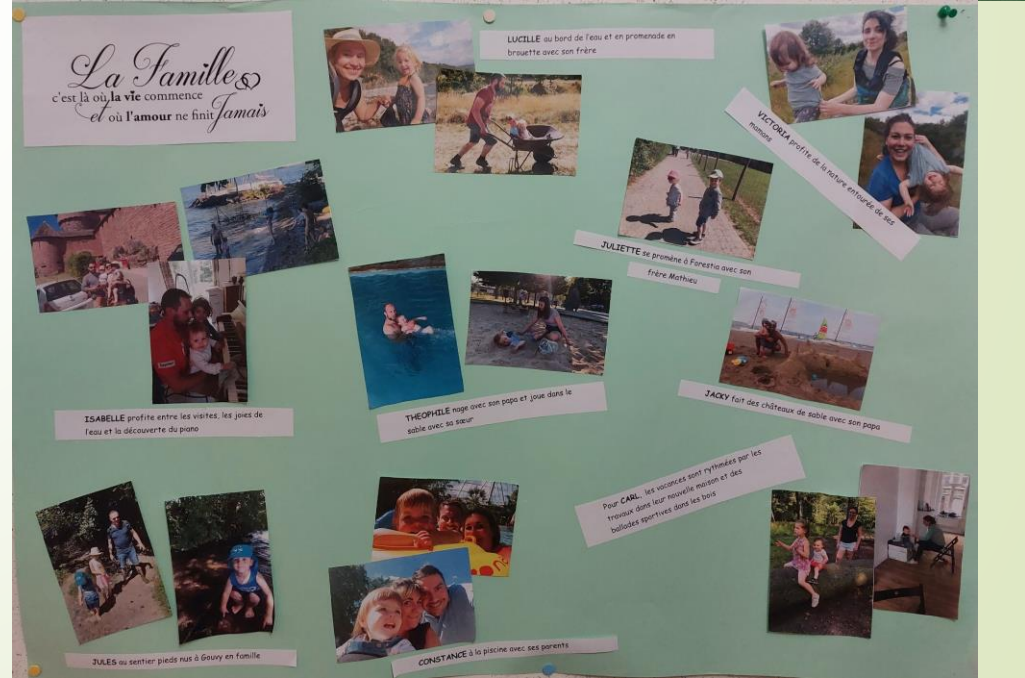 La Famille
c'est là où la vie commence
et où l'amour ne finit Jamais
LUCILLE au bord de l'eau et en promenade en
brouette avec son frère
VICTORIA profite de la nature entourée de ses
mamans
JULIETTE se promène à Forestia avec son
frère Mathieu
ISABELLE profite entre les visites, les joies de
l'eau et la découverte du piano
THEOPHILE nage avec son papa et joue dans le
sable avec sa sœur
JACKY fait des châteaux de sable avec son papa
Pour CARL, les vacances sont rythmées par les
travaux dans leur nouvelle maison et des
ballades sportives dans les bois
JULES au sentier pieds nus à Gouvy en famille
CONSTANCE à la piscine avec ses parents